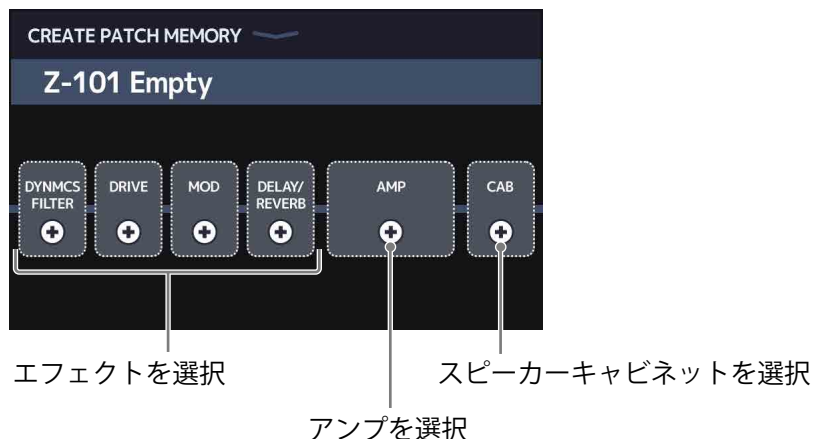 CREATE PATCH MEMORY
Z-101 Empty
DYNMCS
FILTER
DRIVE
MOD
DELAY/
REVERB
AMP
CAB
エフェクトを選択
スピーカーキャビネットを選択
アンプを選択